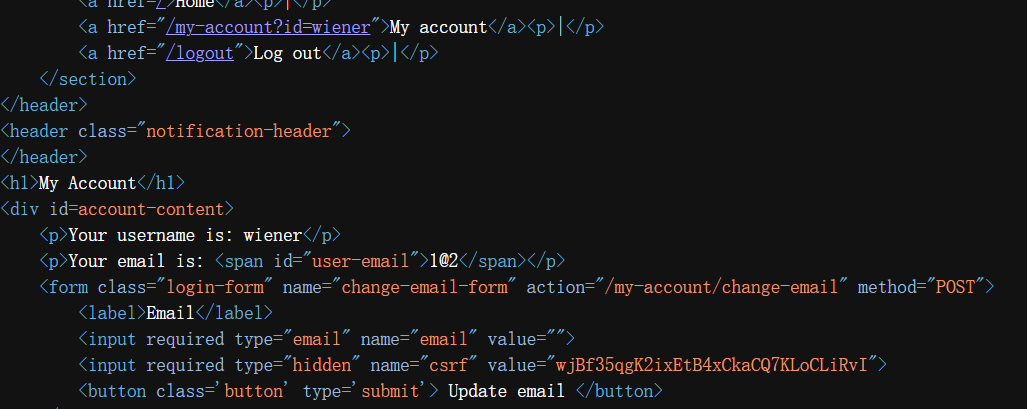 <a href=/>Home</a><p>|</p>
<a href="/my-account?id=wiener">My account</a><p>|</p>
<a href="/logout">Log out</a><p>|</p>
</section>
</header>
<header class="notification-header">
</header>
<h1>My Account</h1>
<div id=account-content>
<p>Your username is: wiener</p>
<p>Your email is: <span id="user-email">1@2</span></p>
<form class="login-form" name="change-email-form" action="/my-account/change-email" method="POST">
<label>Email</label>
<input required type="email" name="email" value="">
<input required type="hidden" name="csrf" value="wjBf35qgK2ixEtB4xCkaCQ7KLoCLiRvI">
<button class='button' type='submit'> Update email </button>